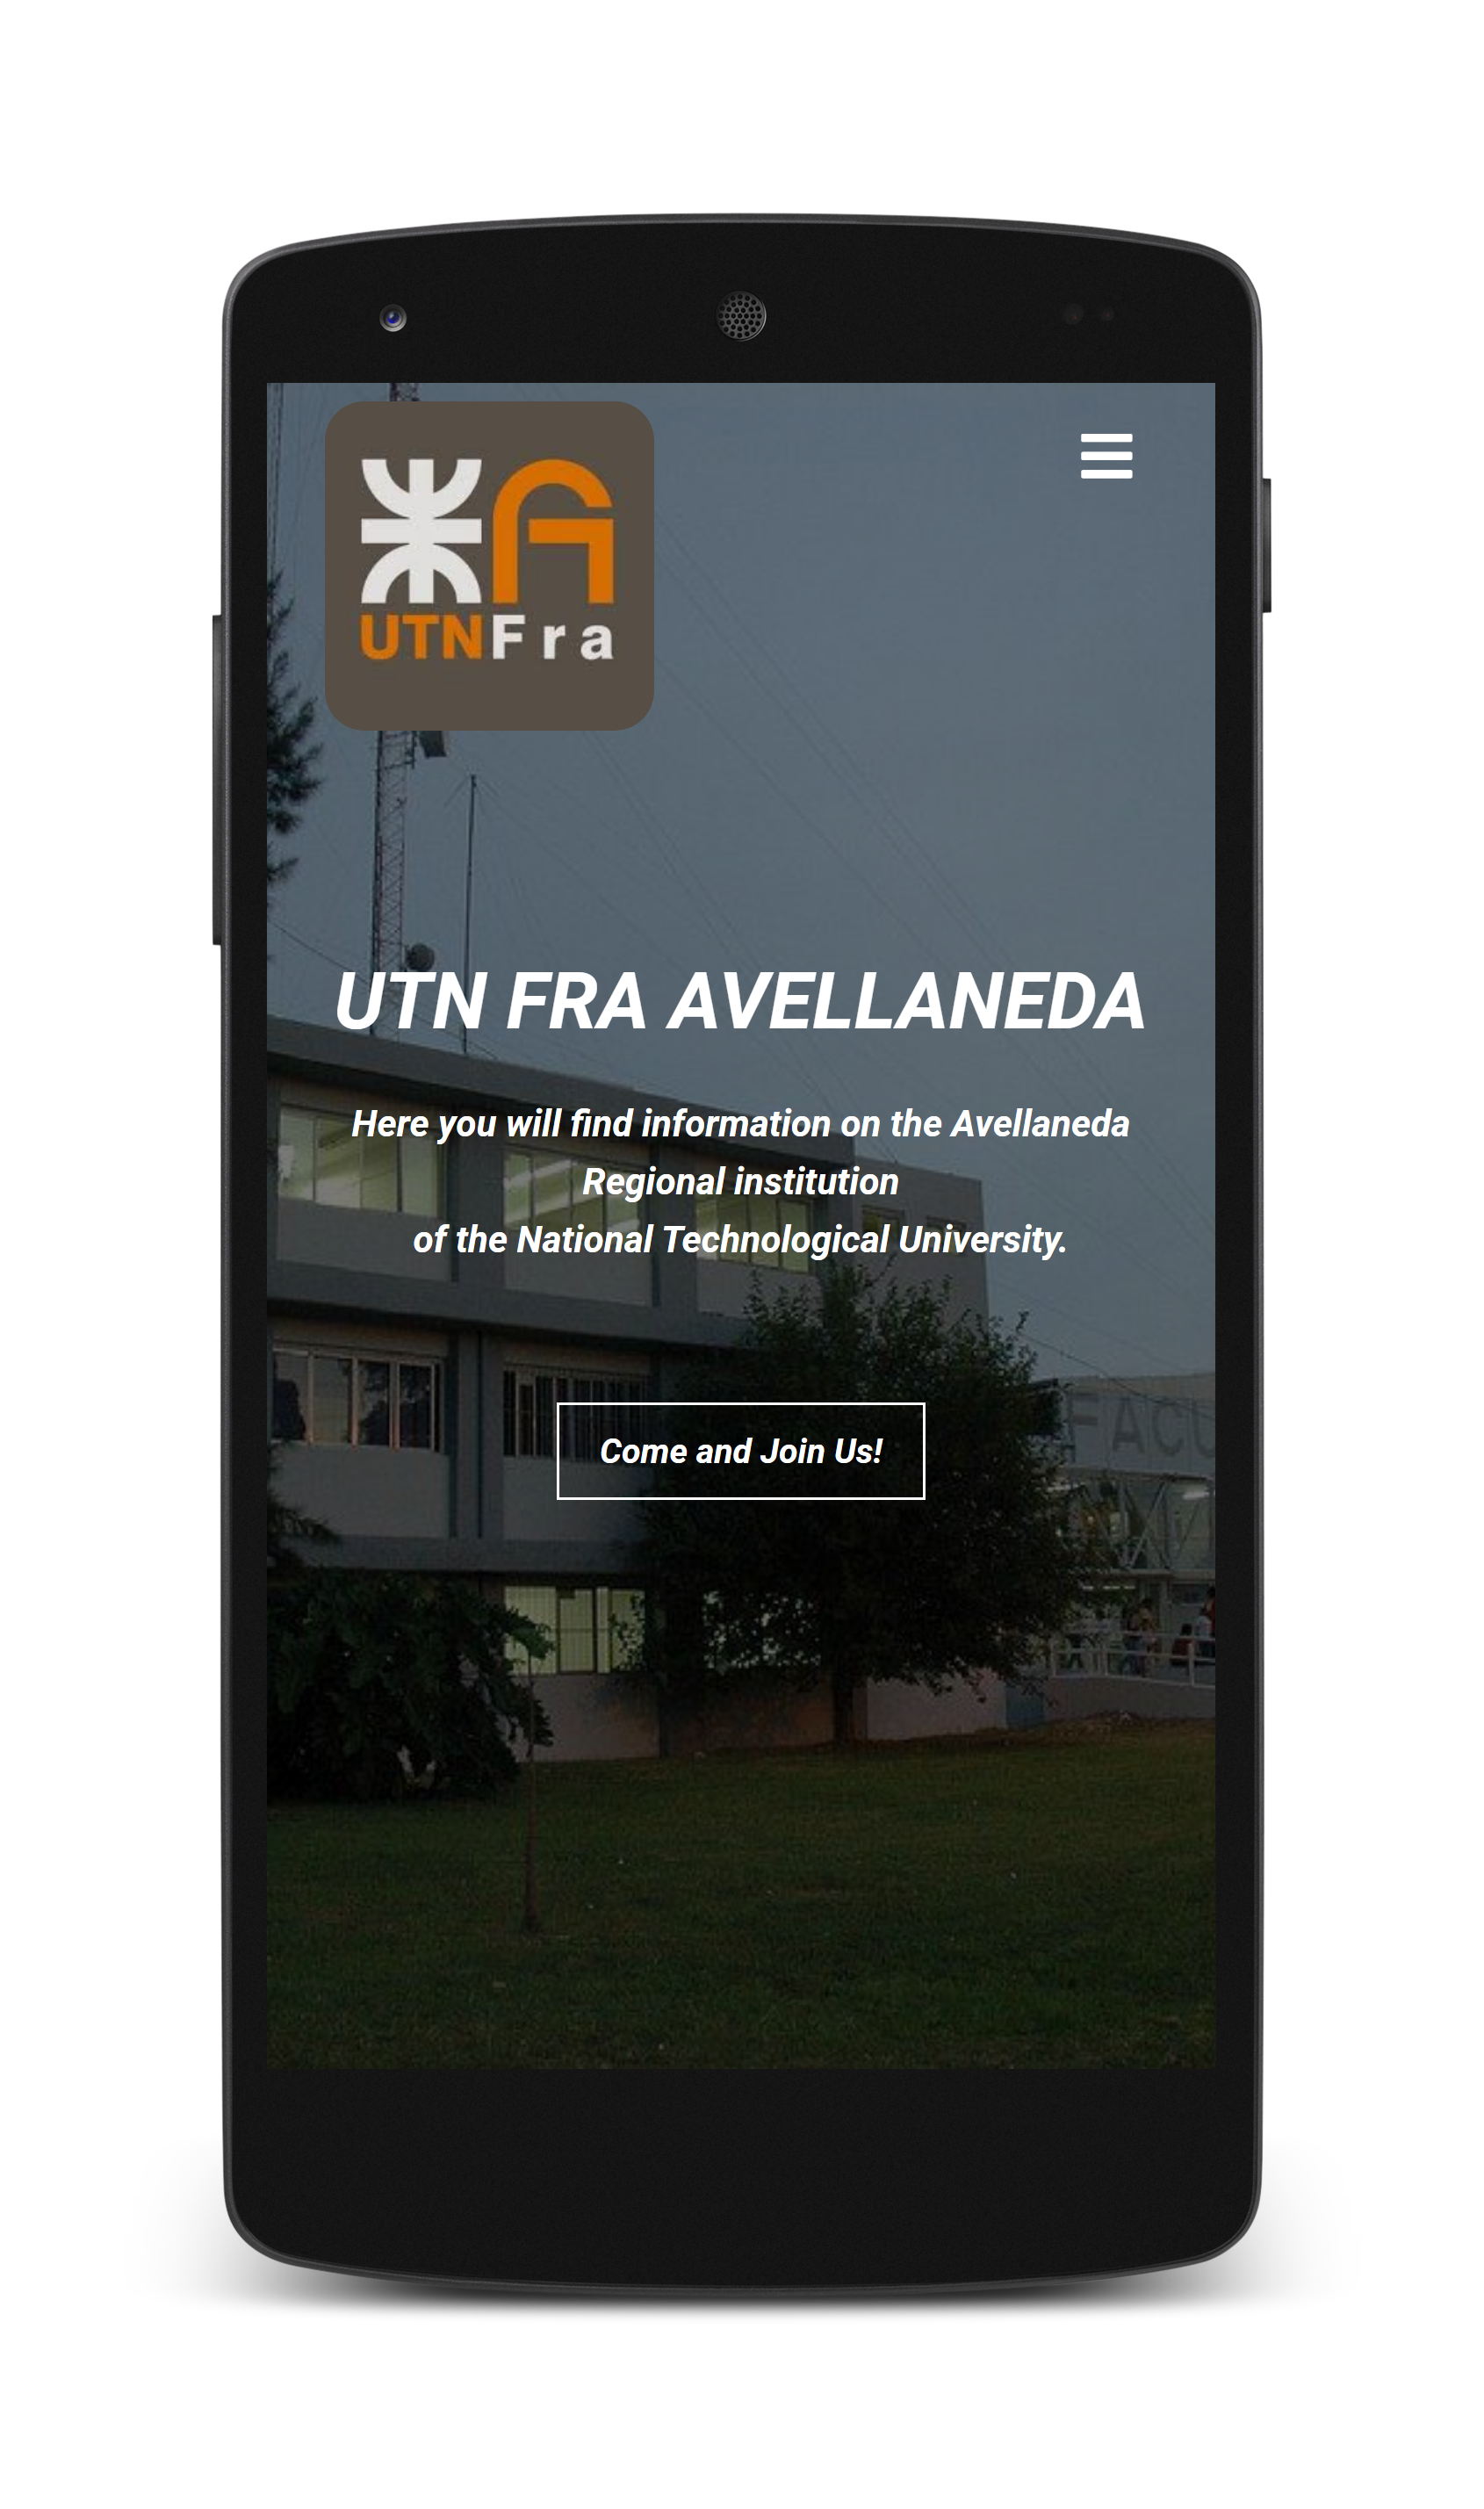 UTNFra
UTN FRA AVELLANEDA
Here you will find information on the Avellaneda
Regional institution
of the National Technological University.
Come and Join Us!
FACU